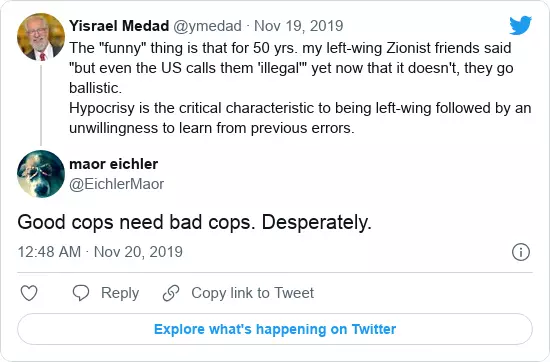 Yisrael Medad @ymedad · Nov 19, 2019
The "funny" thing is that for 50 yrs. my left-wing Zionist friends said
"but even the US calls them 'illegal'" yet now that it doesn't, they go
ballistic.
Hypocrisy is the critical characteristic to being left-wing followed by an
unwillingness to learn from previous errors.
maor eichler
@EichlerMaor
Good cops need bad cops. Desperately.
12:48 AM · Nov 20, 2019
Reply Copy link to Tweet
Explore what's happening on Twitter